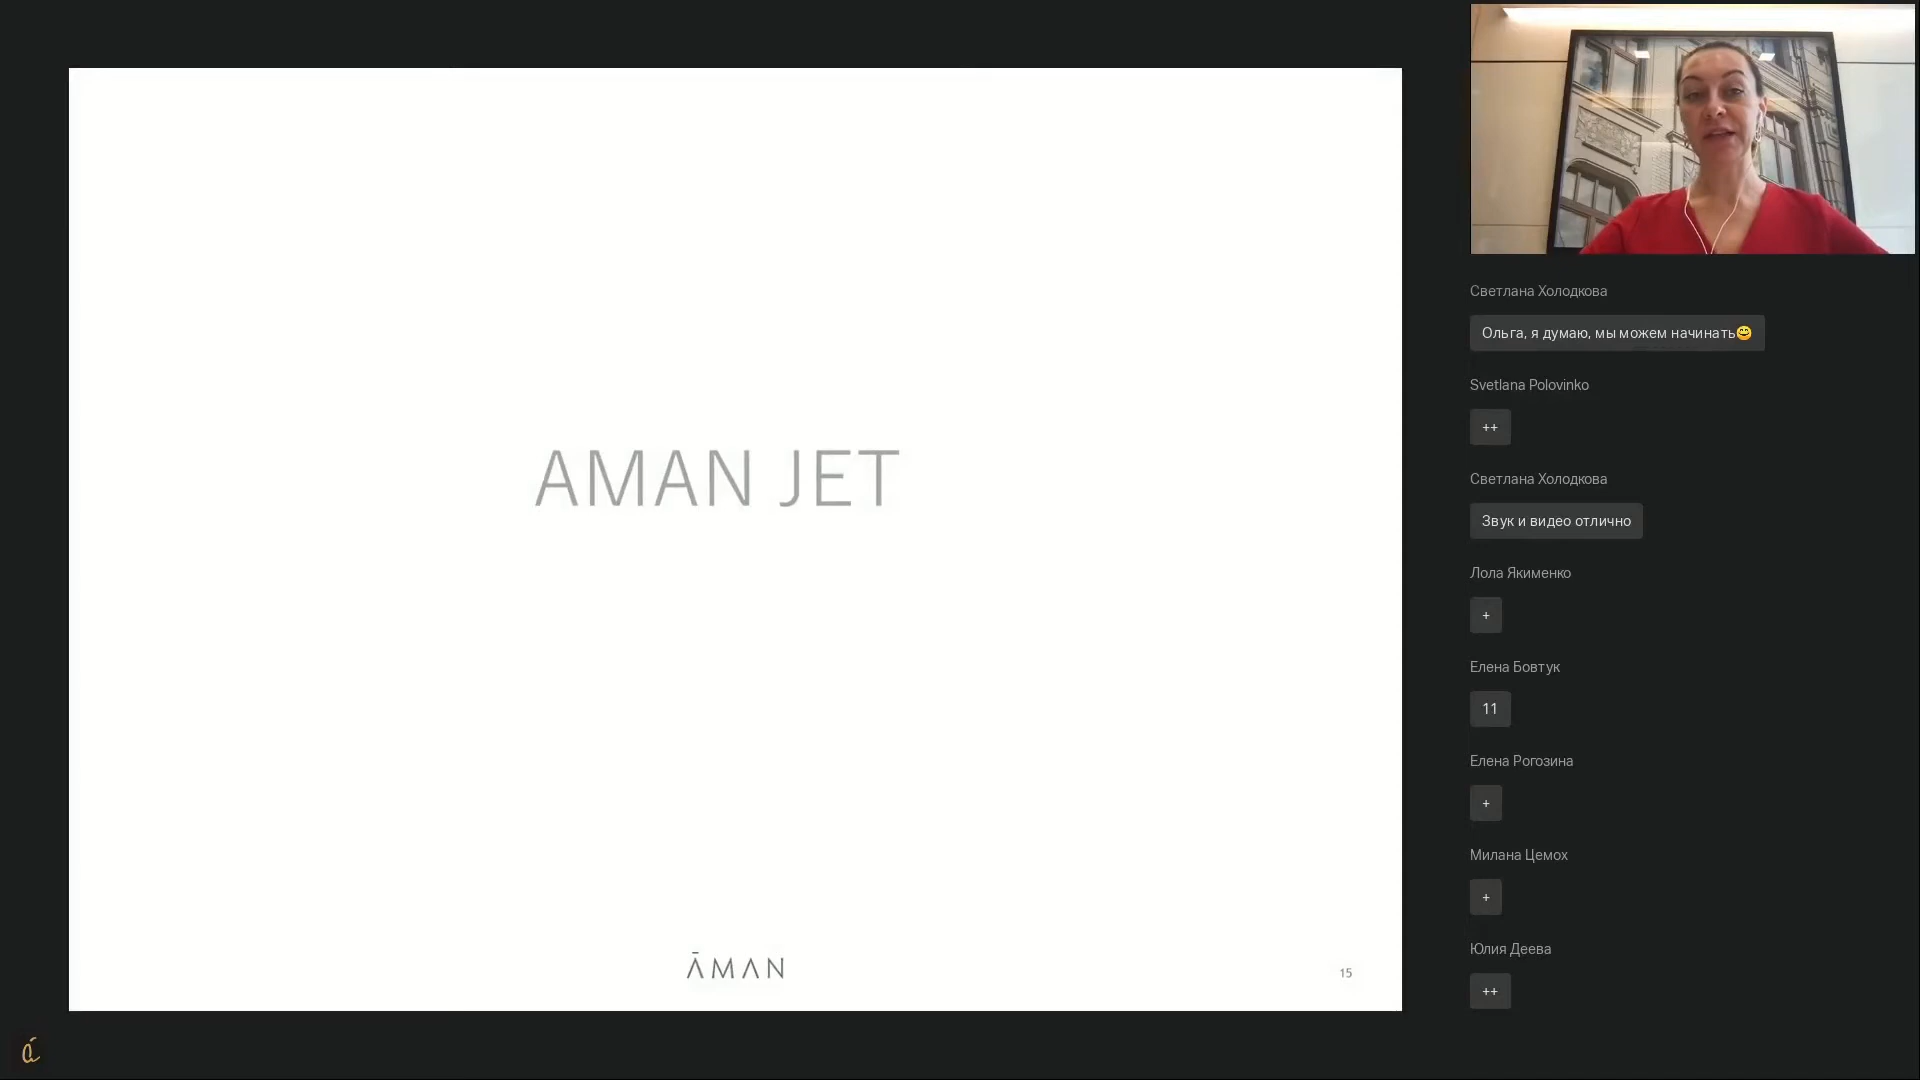 AMAN JET
ĀMAN
15
Светлана Холодкова
Ольга, я думаю, мы можем начинать😊
Svetlana Polovinko
++
Светлана Холодкова
Звук и видео отлично
Лола Якименко
+
Елена Бовтук
11
Елена Рогозина
+
Милана Цемох
+
Юлия Деева
++
á